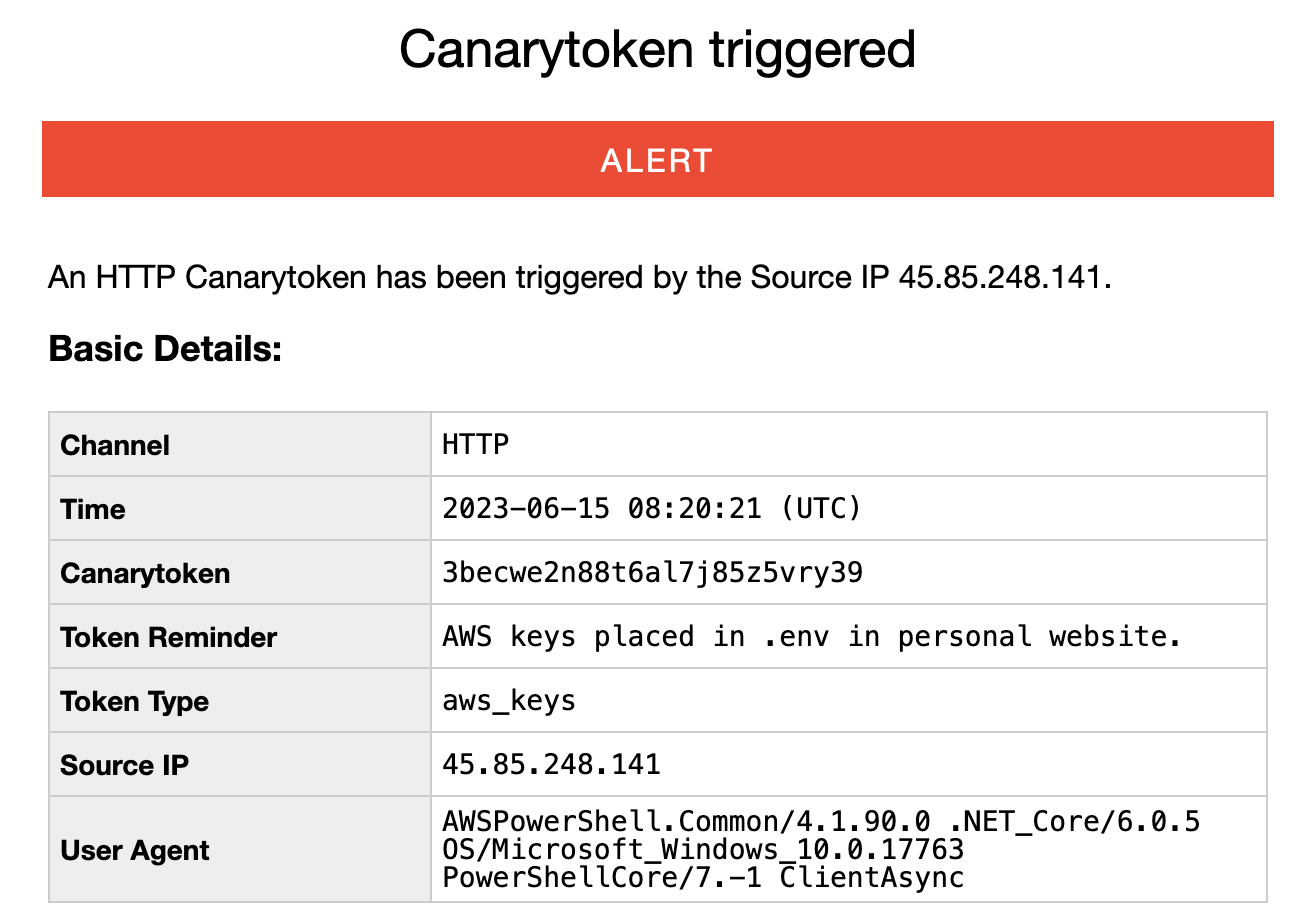 Canarytoken triggered
ALERT
An HTTP Canarytoken has been triggered by the Source IP 45.85.248.141.
Basic Details:
Channel HTTP
Time 2023-06-15 08:20:21 (UTC)
Canarytoken 3becwe2n88t6al7j85z5vry39
Token Reminder AWS keys placed in .env in personal website.
Token Type aws_keys
Source IP 45.85.248.141
User Agent AWSPowerShell.Common/4.1.90.0 .NET_Core/6.0.5
OS/Microsoft_Windows_10.0.17763
PowerShellCore/7.-1 ClientAsync